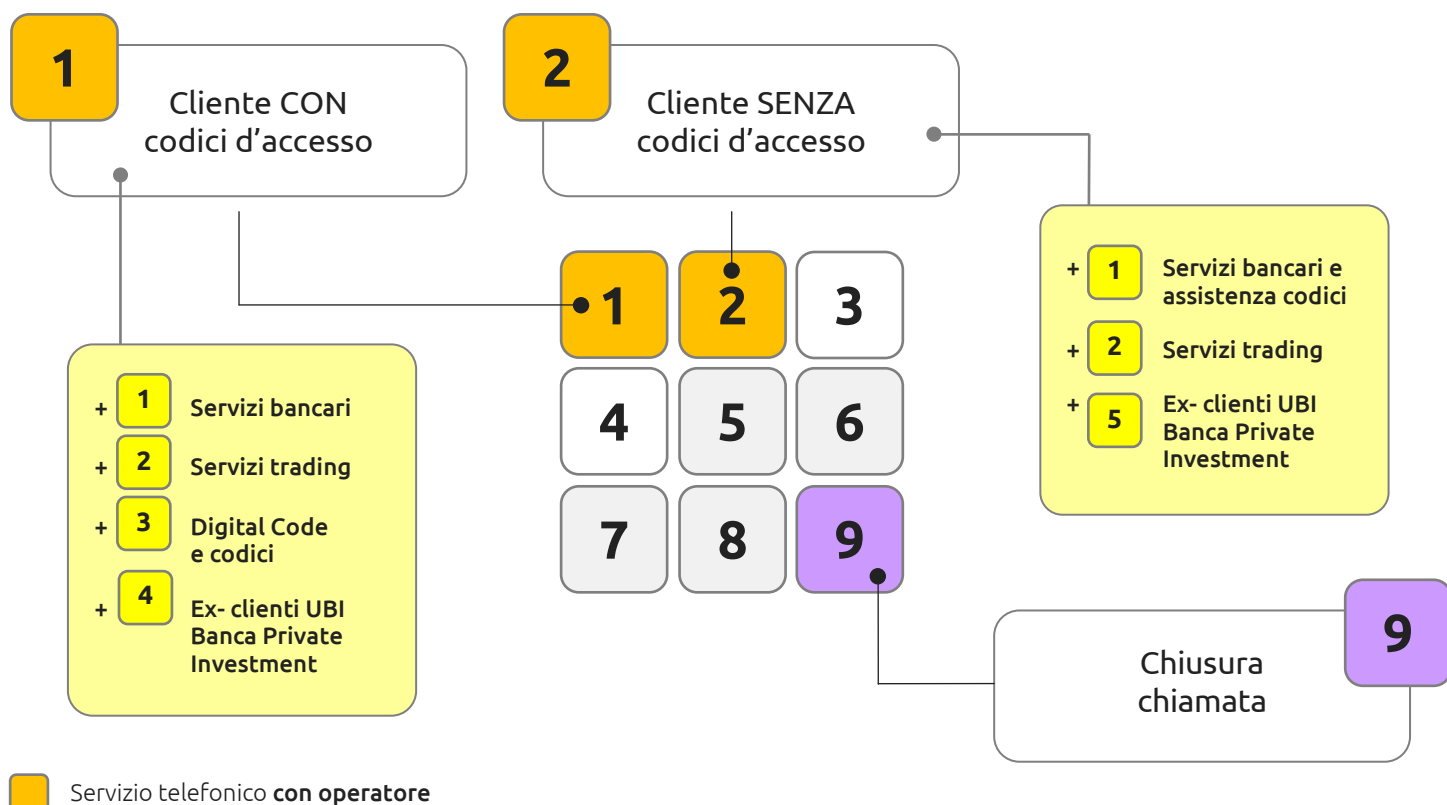 1
Cliente CON
codici d’accesso
2
Cliente SENZA
codici d’accesso
+ 1 Servizi bancari e
assistenza codici
+ 2 Servizi trading
+ 5 Ex- clienti UBI
Banca Private
Investment
1 2 3
4 5 6
7 8 9
+ 1 Servizi bancari
+ 2 Servizi trading
+ 3 Digital Code
e codici
+ 4 Ex- clienti UBI
Banca Private
Investment
9
Chiusura
chiamata
Servizio telefonico con operatore